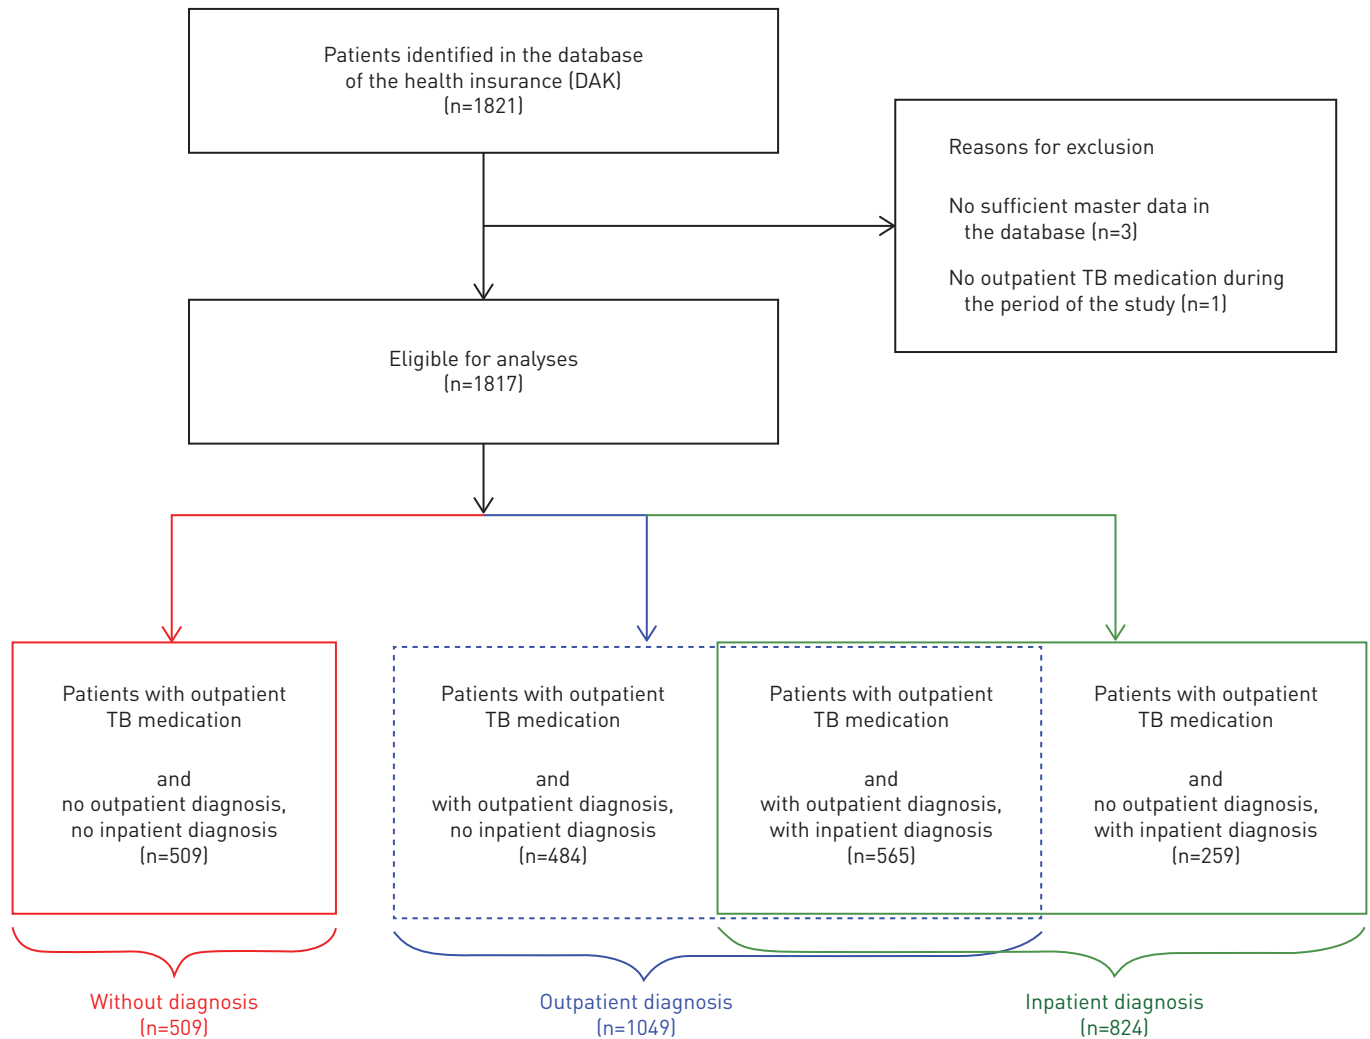 Patients identified in the database
of the health insurance (DAK)
(n=1821)
Reasons for exclusion
No sufficient master data in
the database (n=3)
No outpatient TB medication during
the period of the study (n=1)
Eligible for analyses
(n=1817)
Patients with outpatient
TB medication
and
no outpatient diagnosis,
no inpatient diagnosis
(n=509)
Patients with outpatient
TB medication
and
with outpatient diagnosis,
no inpatient diagnosis
(n=484)
Patients with outpatient
TB medication
and
with outpatient diagnosis,
with inpatient diagnosis
(n=565)
Patients with outpatient
TB medication
and
no outpatient diagnosis,
with inpatient diagnosis
(n=259)
Without diagnosis
(n=509)
Outpatient diagnosis
(n=1049)
Inpatient diagnosis
(n=824)